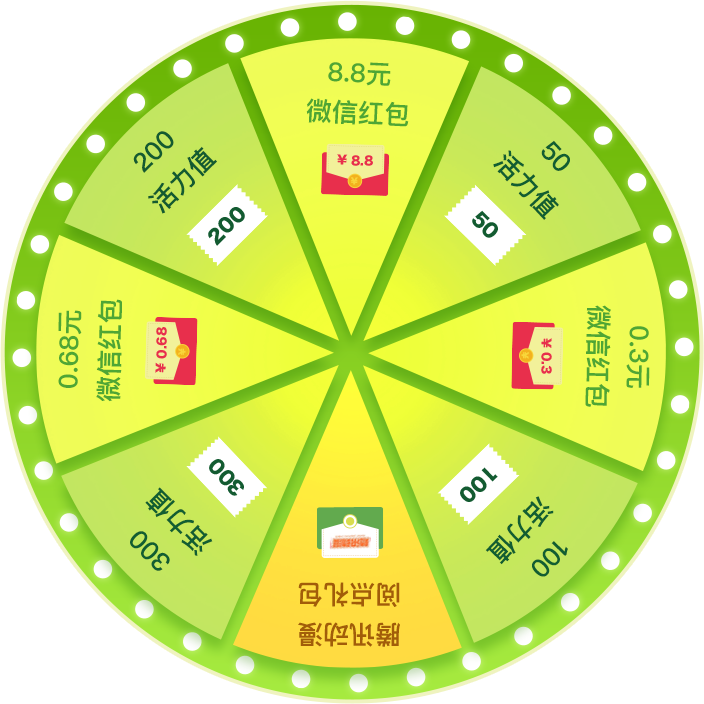 8.8元
微信红包
¥ 8.8
50
活力值
50
0.3元
微信红包
¥ 0.3
100
活力值
100
腾讯动漫
阅点礼包
300
活力值
300
0.68元
微信红包
¥ 0.68
200
活力值
200